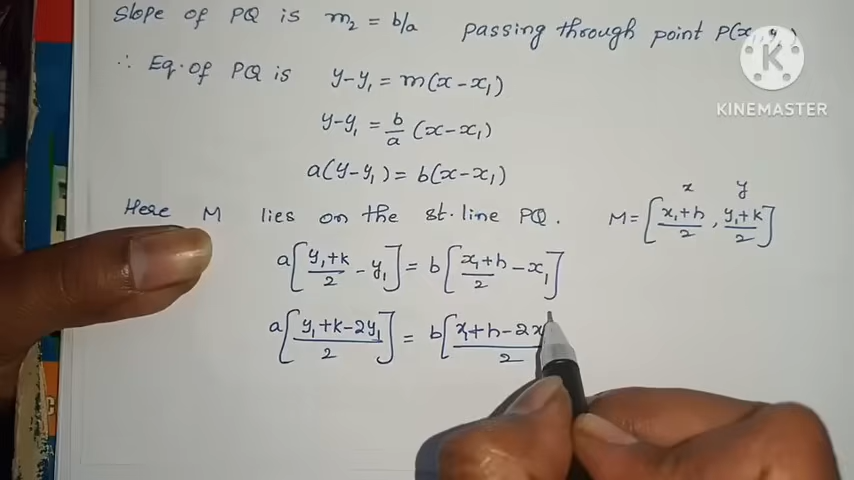 Slope of PQ is m₂ = b/a passing through point P(x
∴ Eq. of PQ is y-y₁ = m(x-x₁)
K
KINEMASTER
y-y₁ = b/a (x-x₁)
a(y-y₁) = b(x-x₁)
x y
Here M lies on the st. line PQ. M = [x₁+h/2, y₁+k/2]
a[y₁+k/2 - y₁] = b[x₁+h/2 - x₁]
a[y₁+k-2y₁/2] = b[x₁+h-2x/2